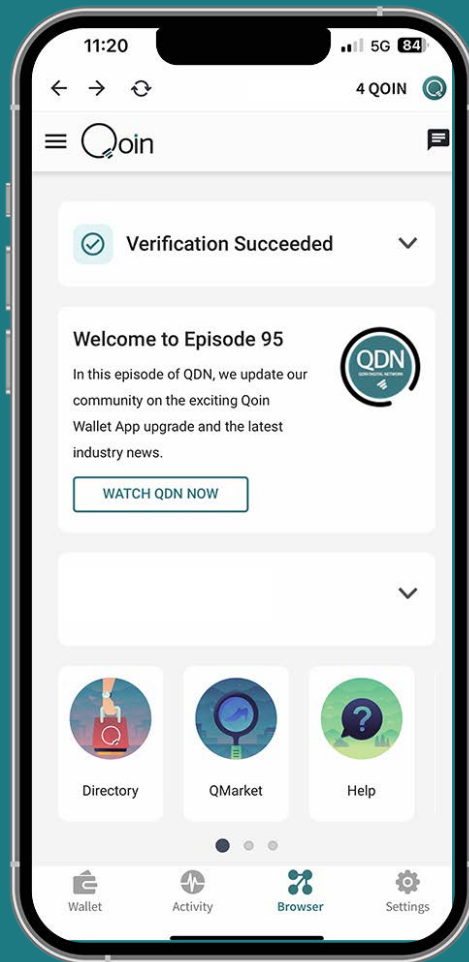 11:20
5G 84
4 QOIN
Qoin
Verification Succeeded
Welcome to Episode 95
In this episode of QDN, we update our
community on the exciting Qoin
Wallet App upgrade and the latest
industry news.
QDN
WATCH QDN NOW
Directory
QMarket
Help
Wallet
Activity
Browser
Settings